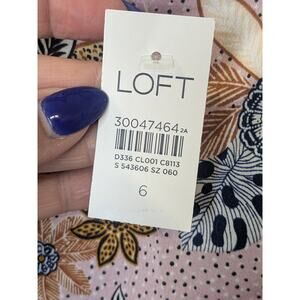 LOFT
30047464 2A
D336 CL001 C8113
S 543606 SZ 060
6